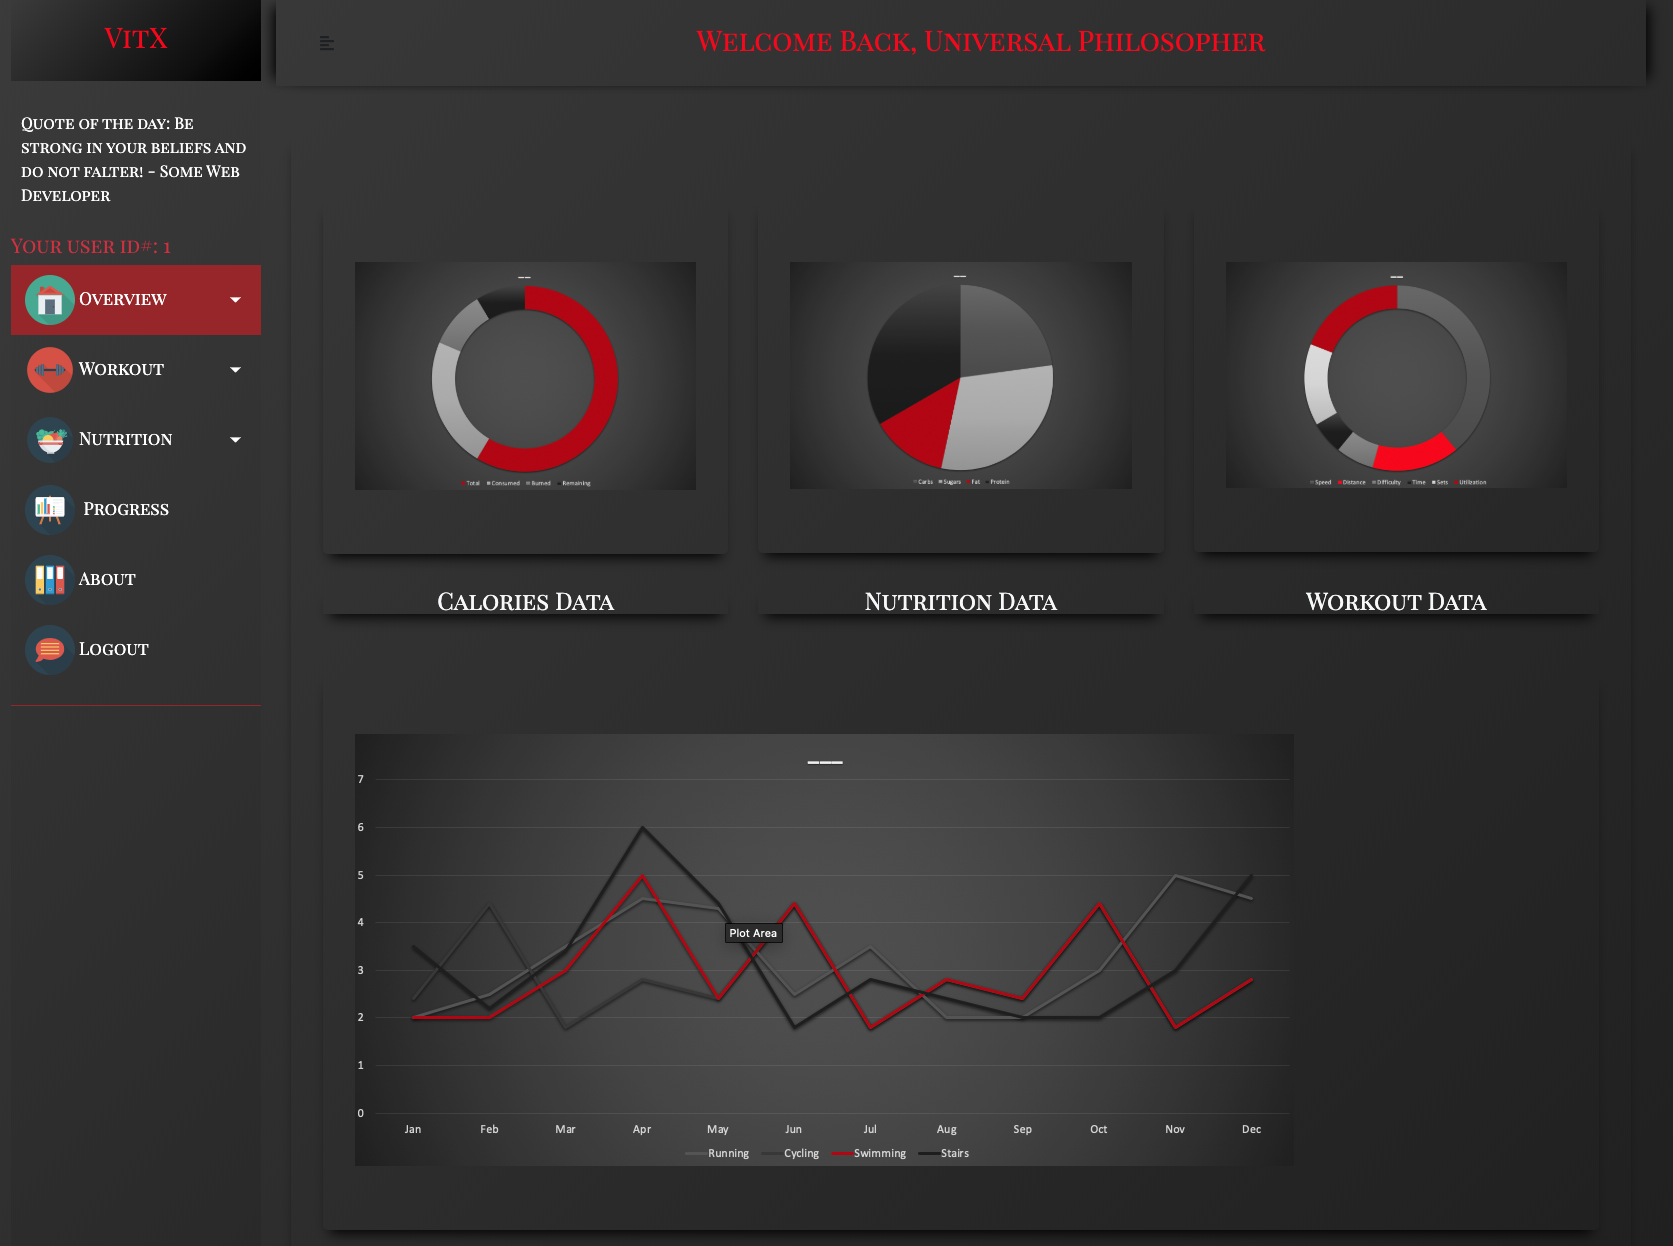 VitX
Welcome Back, Universal Philosopher
Quote of the day: Be
strong in your beliefs and
do not falter! - Some Web
Developer
Your user id#: 1
Overview
Workout
Nutrition
Progress
About
Logout
Total Consumed Burned Remaining
Carbs Sugars Fat Protein
Speed Distance Difficulty Time Sets Utilization
Calories Data
Nutrition Data
Workout Data
7
6
5
4
3
2
1
0
Plot Area
Jan Feb Mar Apr May Jun Jul Aug Sep Oct Nov Dec
Running Cycling Swimming Stairs